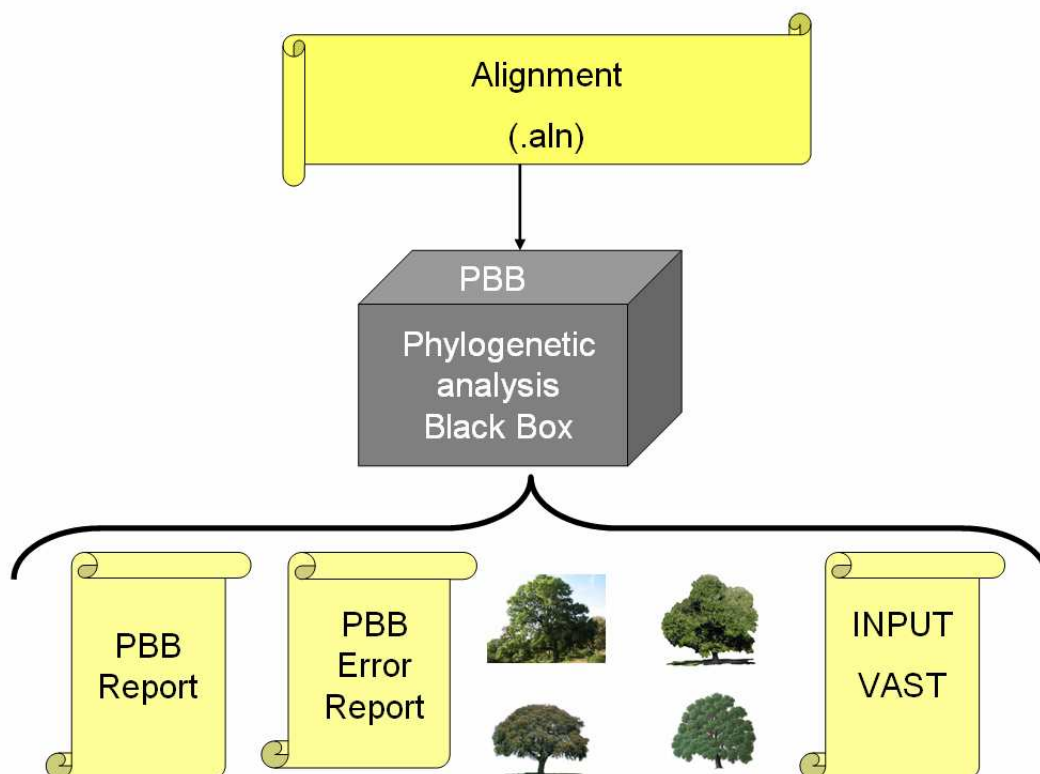 Alignment
(.aln)
PBB
Phylogenetic
analysis
Black Box
PBB
Report
PBB
Error
Report
INPUT
VAST